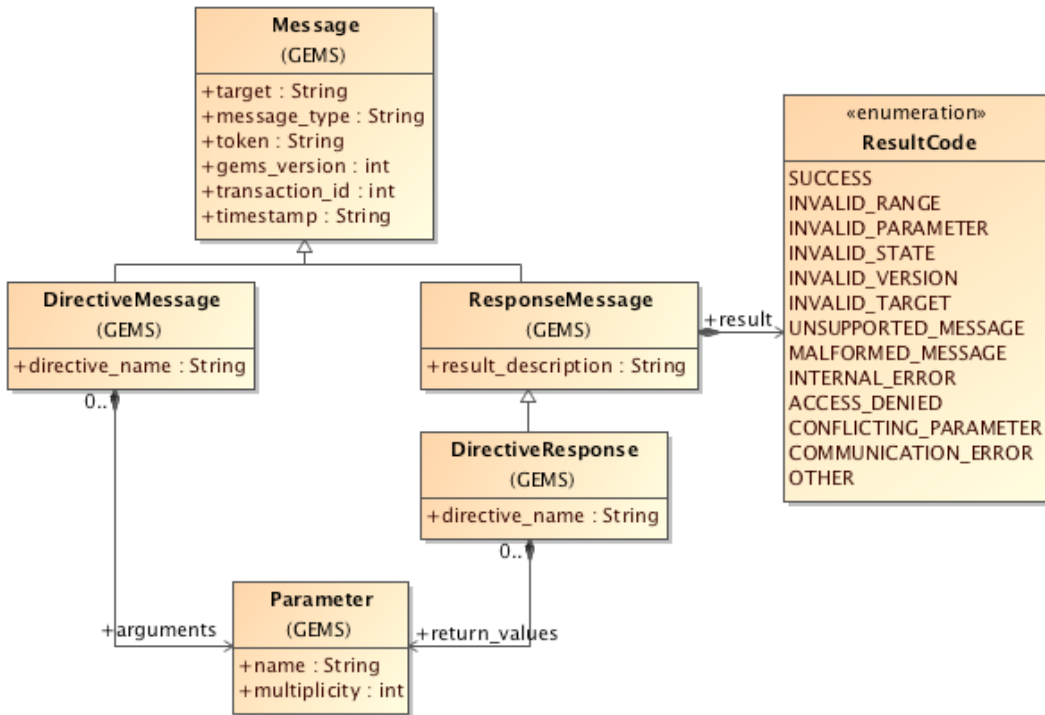 Message
(GEMS)
+target : String
+message_type : String
+token : String
+gems_version : int
+transaction_id : int
+timestamp : String
«enumeration»
ResultCode
SUCCESS
INVALID_RANGE
INVALID_PARAMETER
INVALID_STATE
INVALID_VERSION
INVALID_TARGET
UNSUPPORTED_MESSAGE
MALFORMED_MESSAGE
INTERNAL_ERROR
ACCESS_DENIED
CONFLICTING_PARAMETER
COMMUNICATION_ERROR
OTHER
DirectiveMessage
(GEMS)
+directive_name : String
0..
ResponseMessage
(GEMS)
+result_description : String
+result
DirectiveResponse
(GEMS)
+directive_name : String
0..
Parameter
(GEMS)
+name : String
+multiplicity : int
+arguments
+return_values